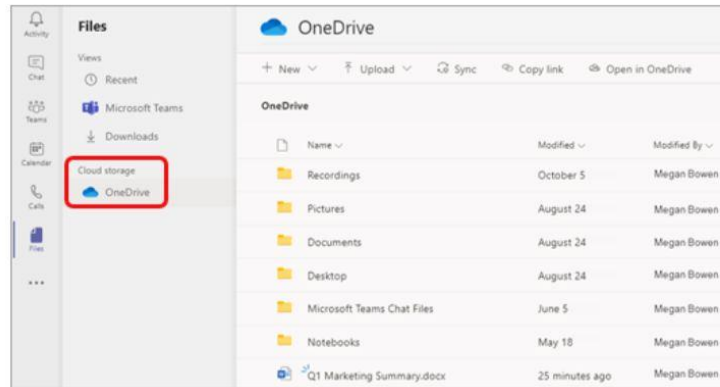 Activity
Chat
Teams
Calendar
Calls
Files
Files
Views
Recent
Microsoft Teams
Downloads
Cloud storage
OneDrive
OneDrive
New
Upload
Sync
Copy link
Open in OneDrive
OneDrive
Name Modified Modified By
Recordings October 5 Megan Bowen
Pictures August 24 Megan Bowen
Documents August 24 Megan Bowen
Desktop August 24 Megan Bowen
Microsoft Teams Chat Files June 5 Megan Bowen
Notebooks May 18 Megan Bowen
Q1 Marketing Summary.docx 25 minutes ago Megan Bowen